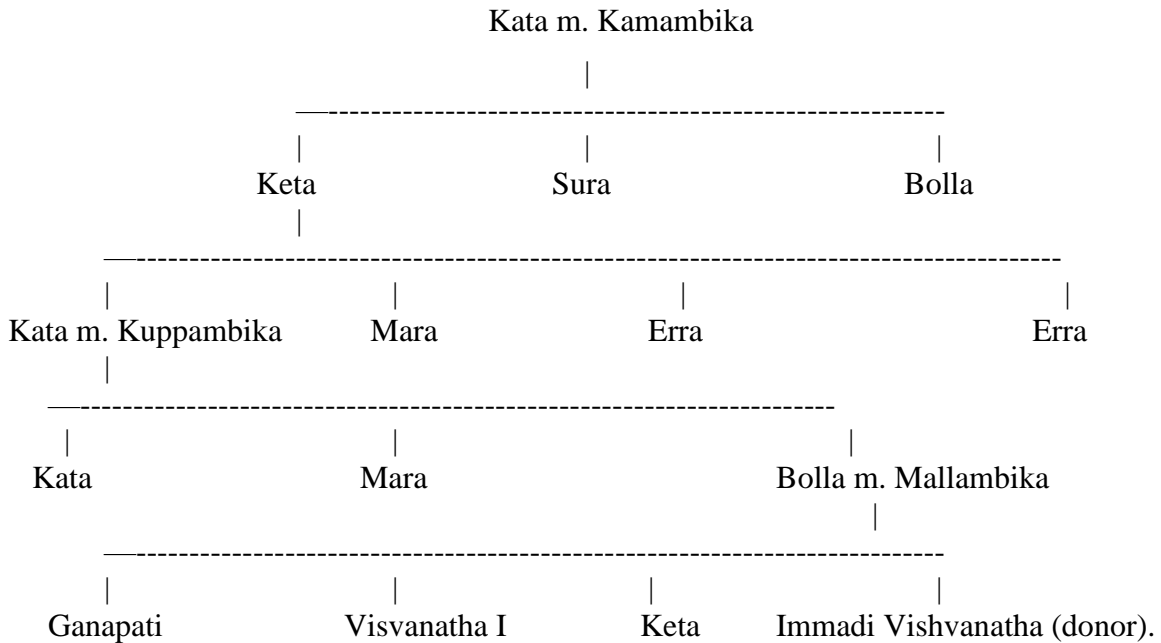 Kata m. Kamambika
Keta Sura Bolla
Kata m. Kuppambika Mara Erra Erra
Kata Mara Bolla m. Mallambika
Ganapati Visvanatha I Keta Immadi Vishvanatha (donor).